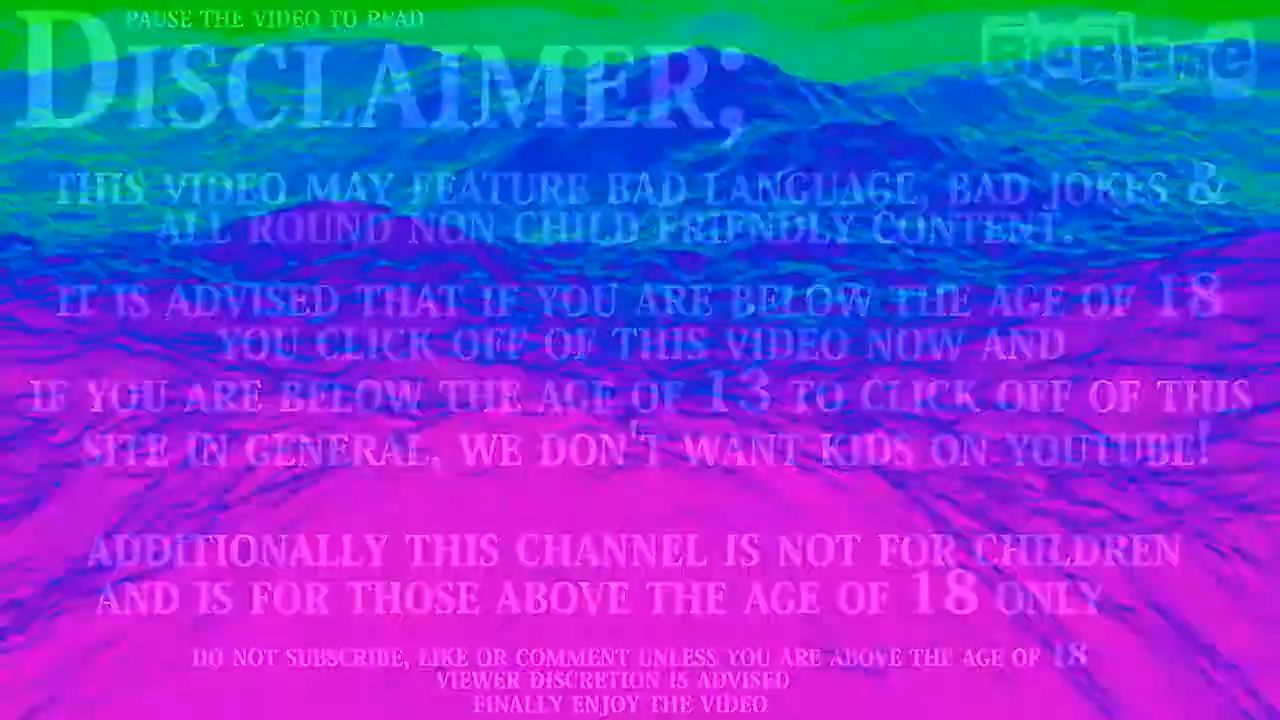 PAUSE THE VIDEO TO READ
DISCLAIMER;
THIS VIDEO MAY FEATURE BAD LANGUAGE, BAD JOKES &
ALL ROUND NON CHILD FRIENDLY CONTENT.
IT IS ADVISED THAT IF YOU ARE BELOW THE AGE OF 18
YOU CLICK OFF OF THIS VIDEO NOW AND
IF YOU ARE BELOW THE AGE OF 13 TO CLICK OFF OF THIS
SITE IN GENERAL, WE DON'T WANT KIDS ON YOUTUBE!
ADDITIONALLY THIS CHANNEL IS NOT FOR CHILDREN
AND IS FOR THOSE ABOVE THE AGE OF 18 ONLY
DO NOT SUBSCRIBE, LIKE OR COMMENT UNLESS YOU ARE ABOVE THE AGE OF 18
VIEWER DISCRETION IS ADVISED
FINALLY ENJOY THE VIDEO